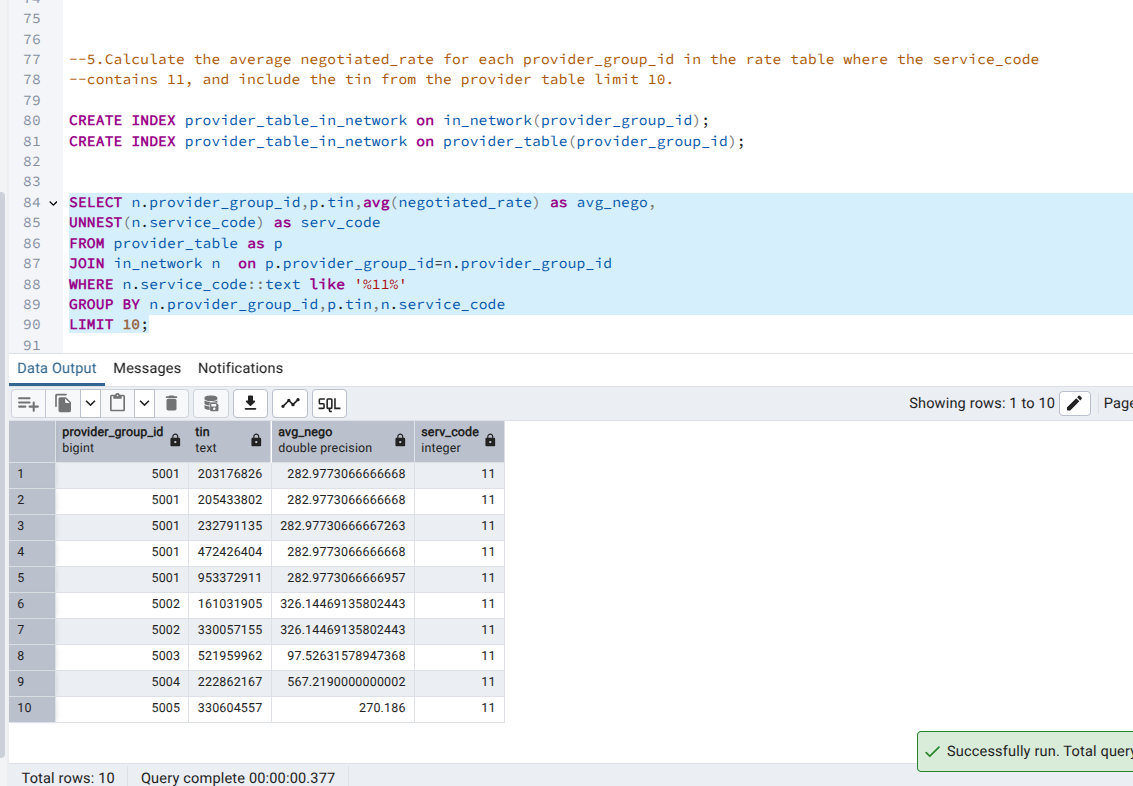 74
75
76
77 --5.Calculate the average negotiated_rate for each provider_group_id in the rate table where the service_code
78 --contains 11, and include the tin from the provider table limit 10.
79
80 CREATE INDEX provider_table_in_network on in_network(provider_group_id);
81 CREATE INDEX provider_table_in_network on provider_table(provider_group_id);
82
83
84 SELECT n.provider_group_id,p.tin,avg(negotiated_rate) as avg_nego,
85 UNNEST(n.service_code) as serv_code
86 FROM provider_table as p
87 JOIN in_network n  on p.provider_group_id=n.provider_group_id
88 WHERE n.service_code::text like '%11%'
89 GROUP BY n.provider_group_id,p.tin,n.service_code
90 LIMIT 10;
91
Data Output Messages Notifications
SQL Showing rows: 1 to 10 Page
provider_group_id tin avg_nego serv_code
bigint text double precision integer
1 5001 203176826 282.9773066666668 11
2 5001 205433802 282.9773066666668 11
3 5001 232791135 282.97730666667263 11
4 5001 472426404 282.9773066666668 11
5 5001 953372911 282.9773066666957 11
6 5002 161031905 326.14469135802443 11
7 5002 330057155 326.14469135802443 11
8 5003 521959962 97.52631578947368 11
9 5004 222862167 567.2190000000002 11
10 5005 330604557 270.186 11
Successfully run. Total query
Total rows: 10 Query complete 00:00:00.377